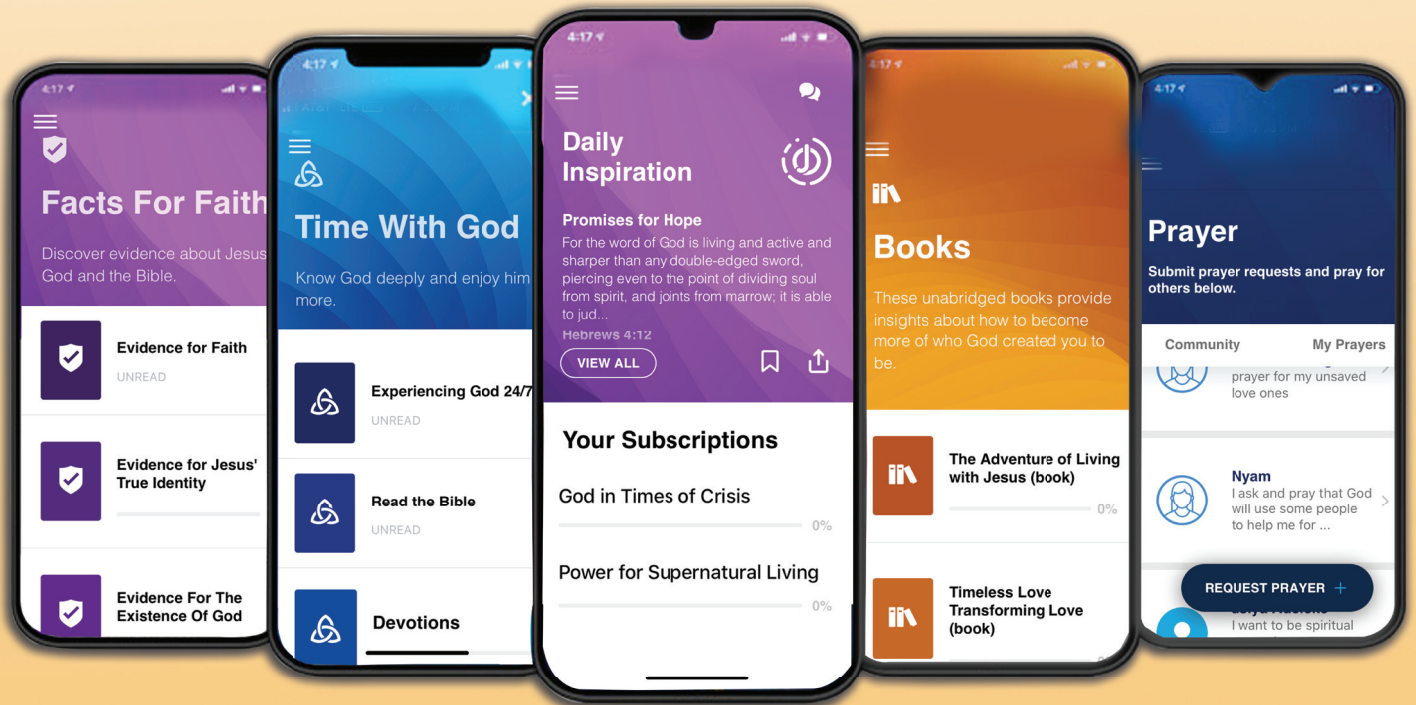 4:17
Facts For Faith
Discover evidence about Jesus
God and the Bible.
Evidence for Faith
UNREAD
Evidence for Jesus'
True Identity
Evidence For The
Existence Of God
4:17
Time With God
Know God deeply and enjoy him
more.
Experiencing God 24/7
UNREAD
Read the Bible
UNREAD
Devotions
4:17
Daily
Inspiration
Promises for Hope
For the word of God is living and active and
sharper than any double-edged sword,
piercing even to the point of dividing soul
from spirit, and joints from marrow; it is able
to jud...
Hebrews 4:12
VIEW ALL
Your Subscriptions
God in Times of Crisis
0%
Power for Supernatural Living
0%
4:17
Books
These unabridged books provide
insights about how to become
more of who God created you to
be.
The Adventure of Living
with Jesus (book)
0%
Timeless Love
Transforming Love
(book)
4:17
Prayer
Submit prayer requests and pray for
others below.
Community
My Prayers
prayer for my unsaved
love ones
Nyam
I ask and pray that God
will use some people
to help me for ...
REQUEST PRAYER +
I want to be spiritual